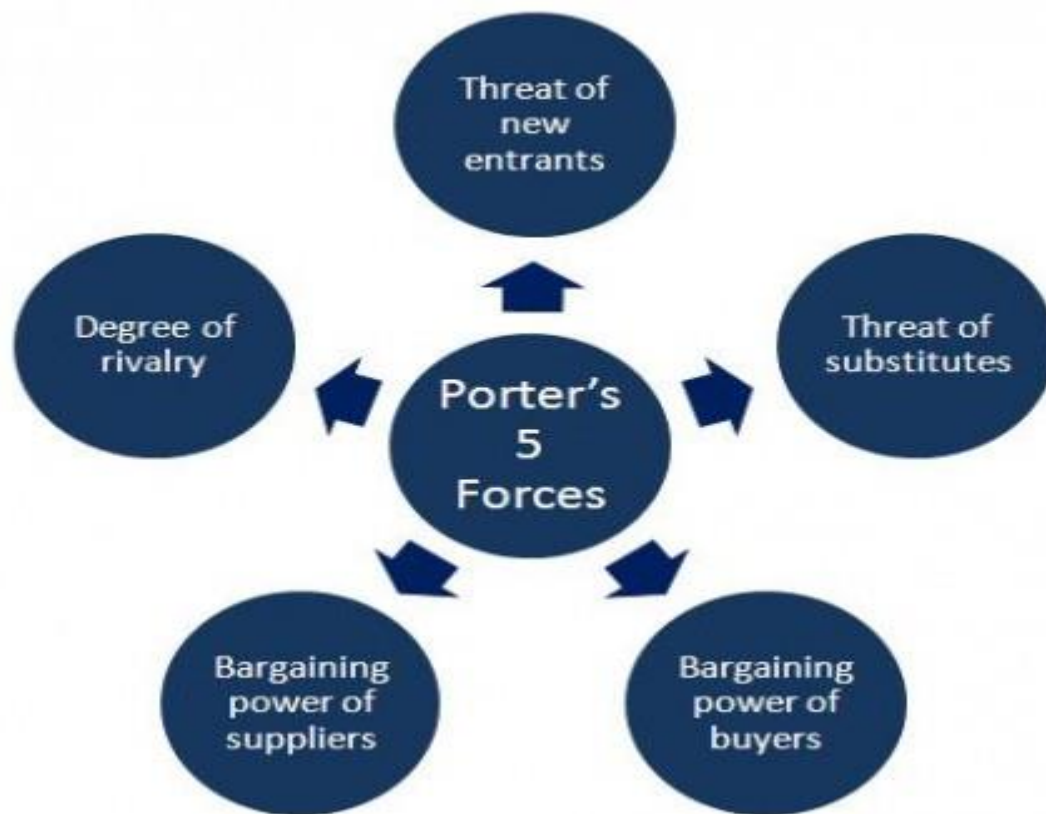 Threat of
new
entrants
Degree of
rivalry
Threat of
substitutes
Porter’s
5
Forces
Bargaining
power of
suppliers
Bargaining
power of
buyers